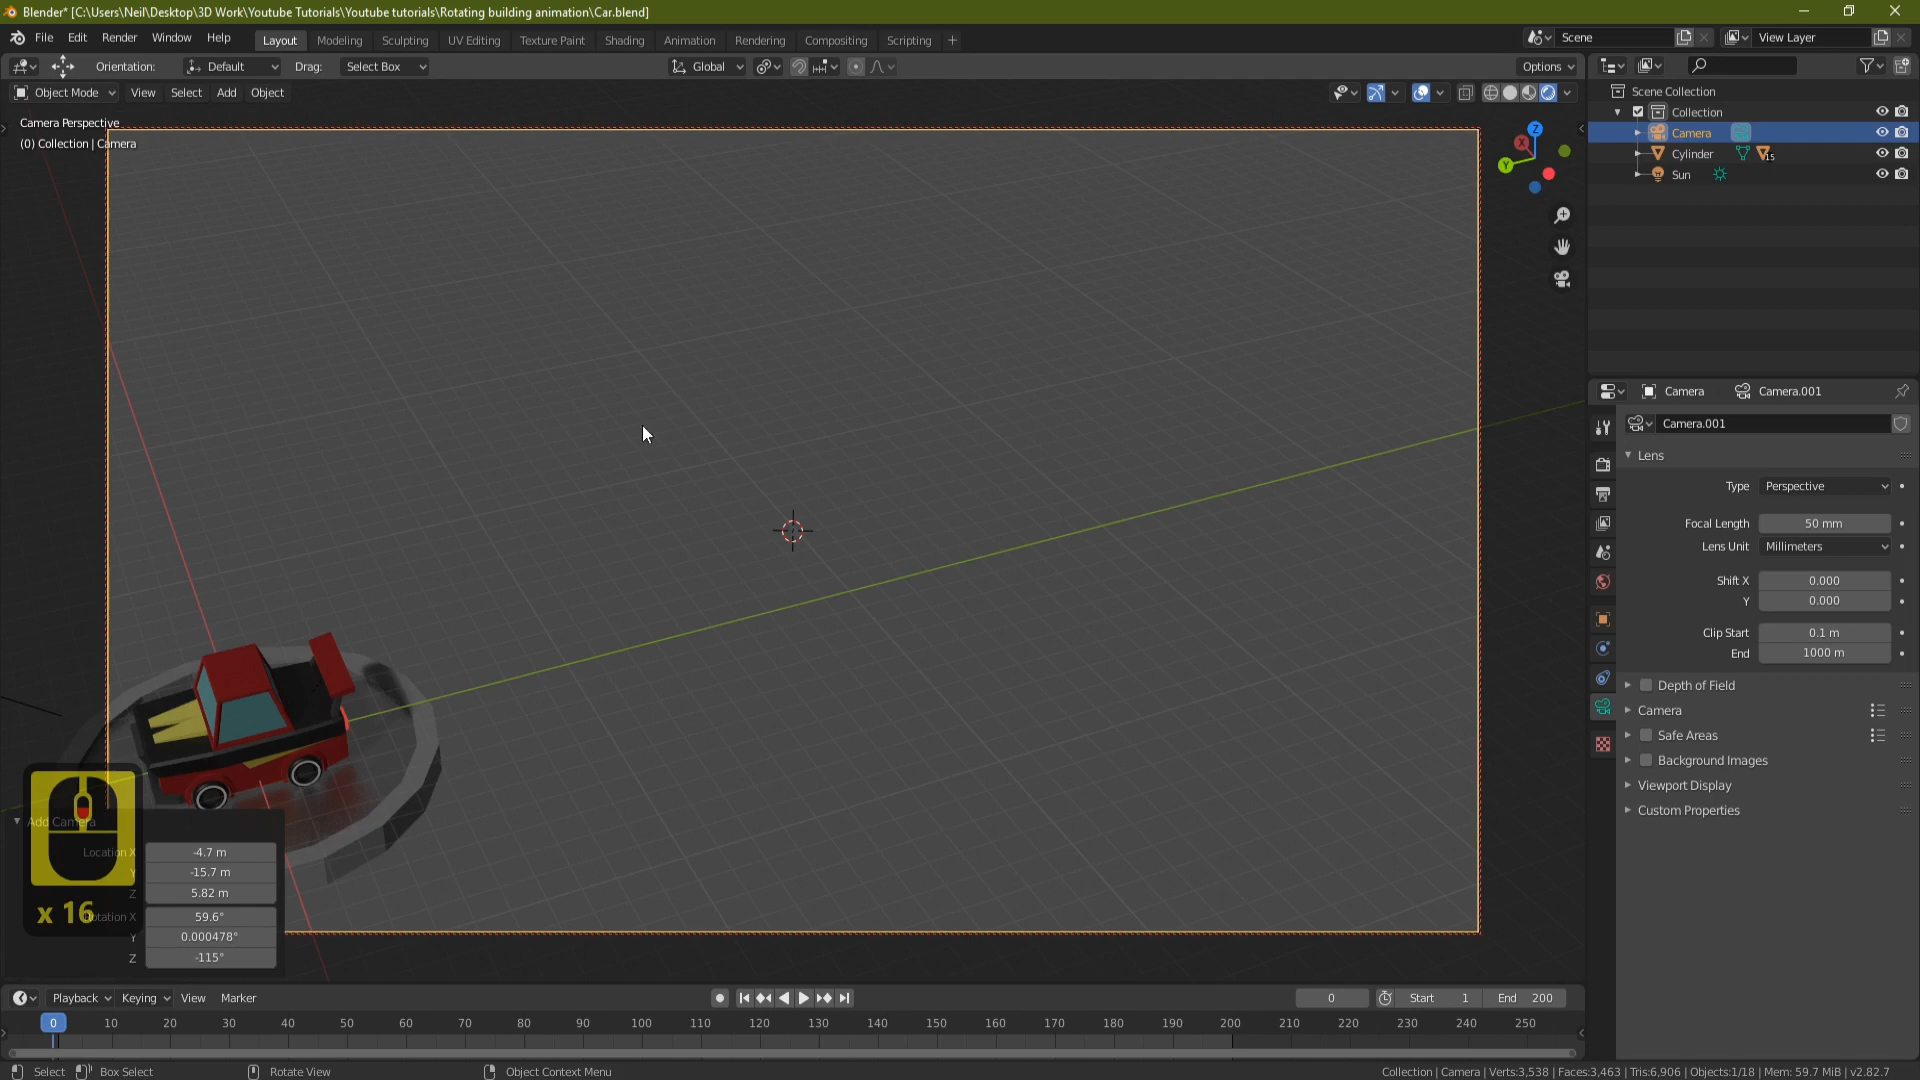 Blender* [C:\Users\Neil\Desktop\3D Work\Youtube Tutorials\Youtube tutorials\Rotating building animation\Car.blend]
File Edit Render Window Help Layout Modeling Sculpting UV Editing Texture Paint Shading Animation Rendering Compositing Scripting + Scene View Layer
Orientation: Default Drag: Select Box Global Options
Object Mode View Select Add Object
Camera Perspective
(0) Collection | Camera
Z
X
Y
Scene Collection
Collection
Camera
Cylinder 15
Sun
Camera Camera.001
Camera.001
Lens
Type Perspective
Focal Length 50 mm
Lens Unit Millimeters
Shift X 0.000
Y 0.000
Clip Start 0.1 m
End 1000 m
Depth of Field
Camera
Safe Areas
Background Images
Viewport Display
Custom Properties
Add Camera
Location X -4.7 m
Y -15.7 m
Z 5.82 m
x 16
Rotation X 59.6°
Y 0.000478°
Z -115°
Playback Keying View Marker 0 Start 1 End 200
0 10 20 30 40 50 60 70 80 90 100 110 120 130 140 150 160 170 180 190 200 210 220 230 240 250
Select Box Select Rotate View Object Context Menu Collection | Camera | Verts:3,538 | Faces:3,463 | Tris:6,906 | Objects:1/18 | Mem: 59.7 MiB | v2.82.7